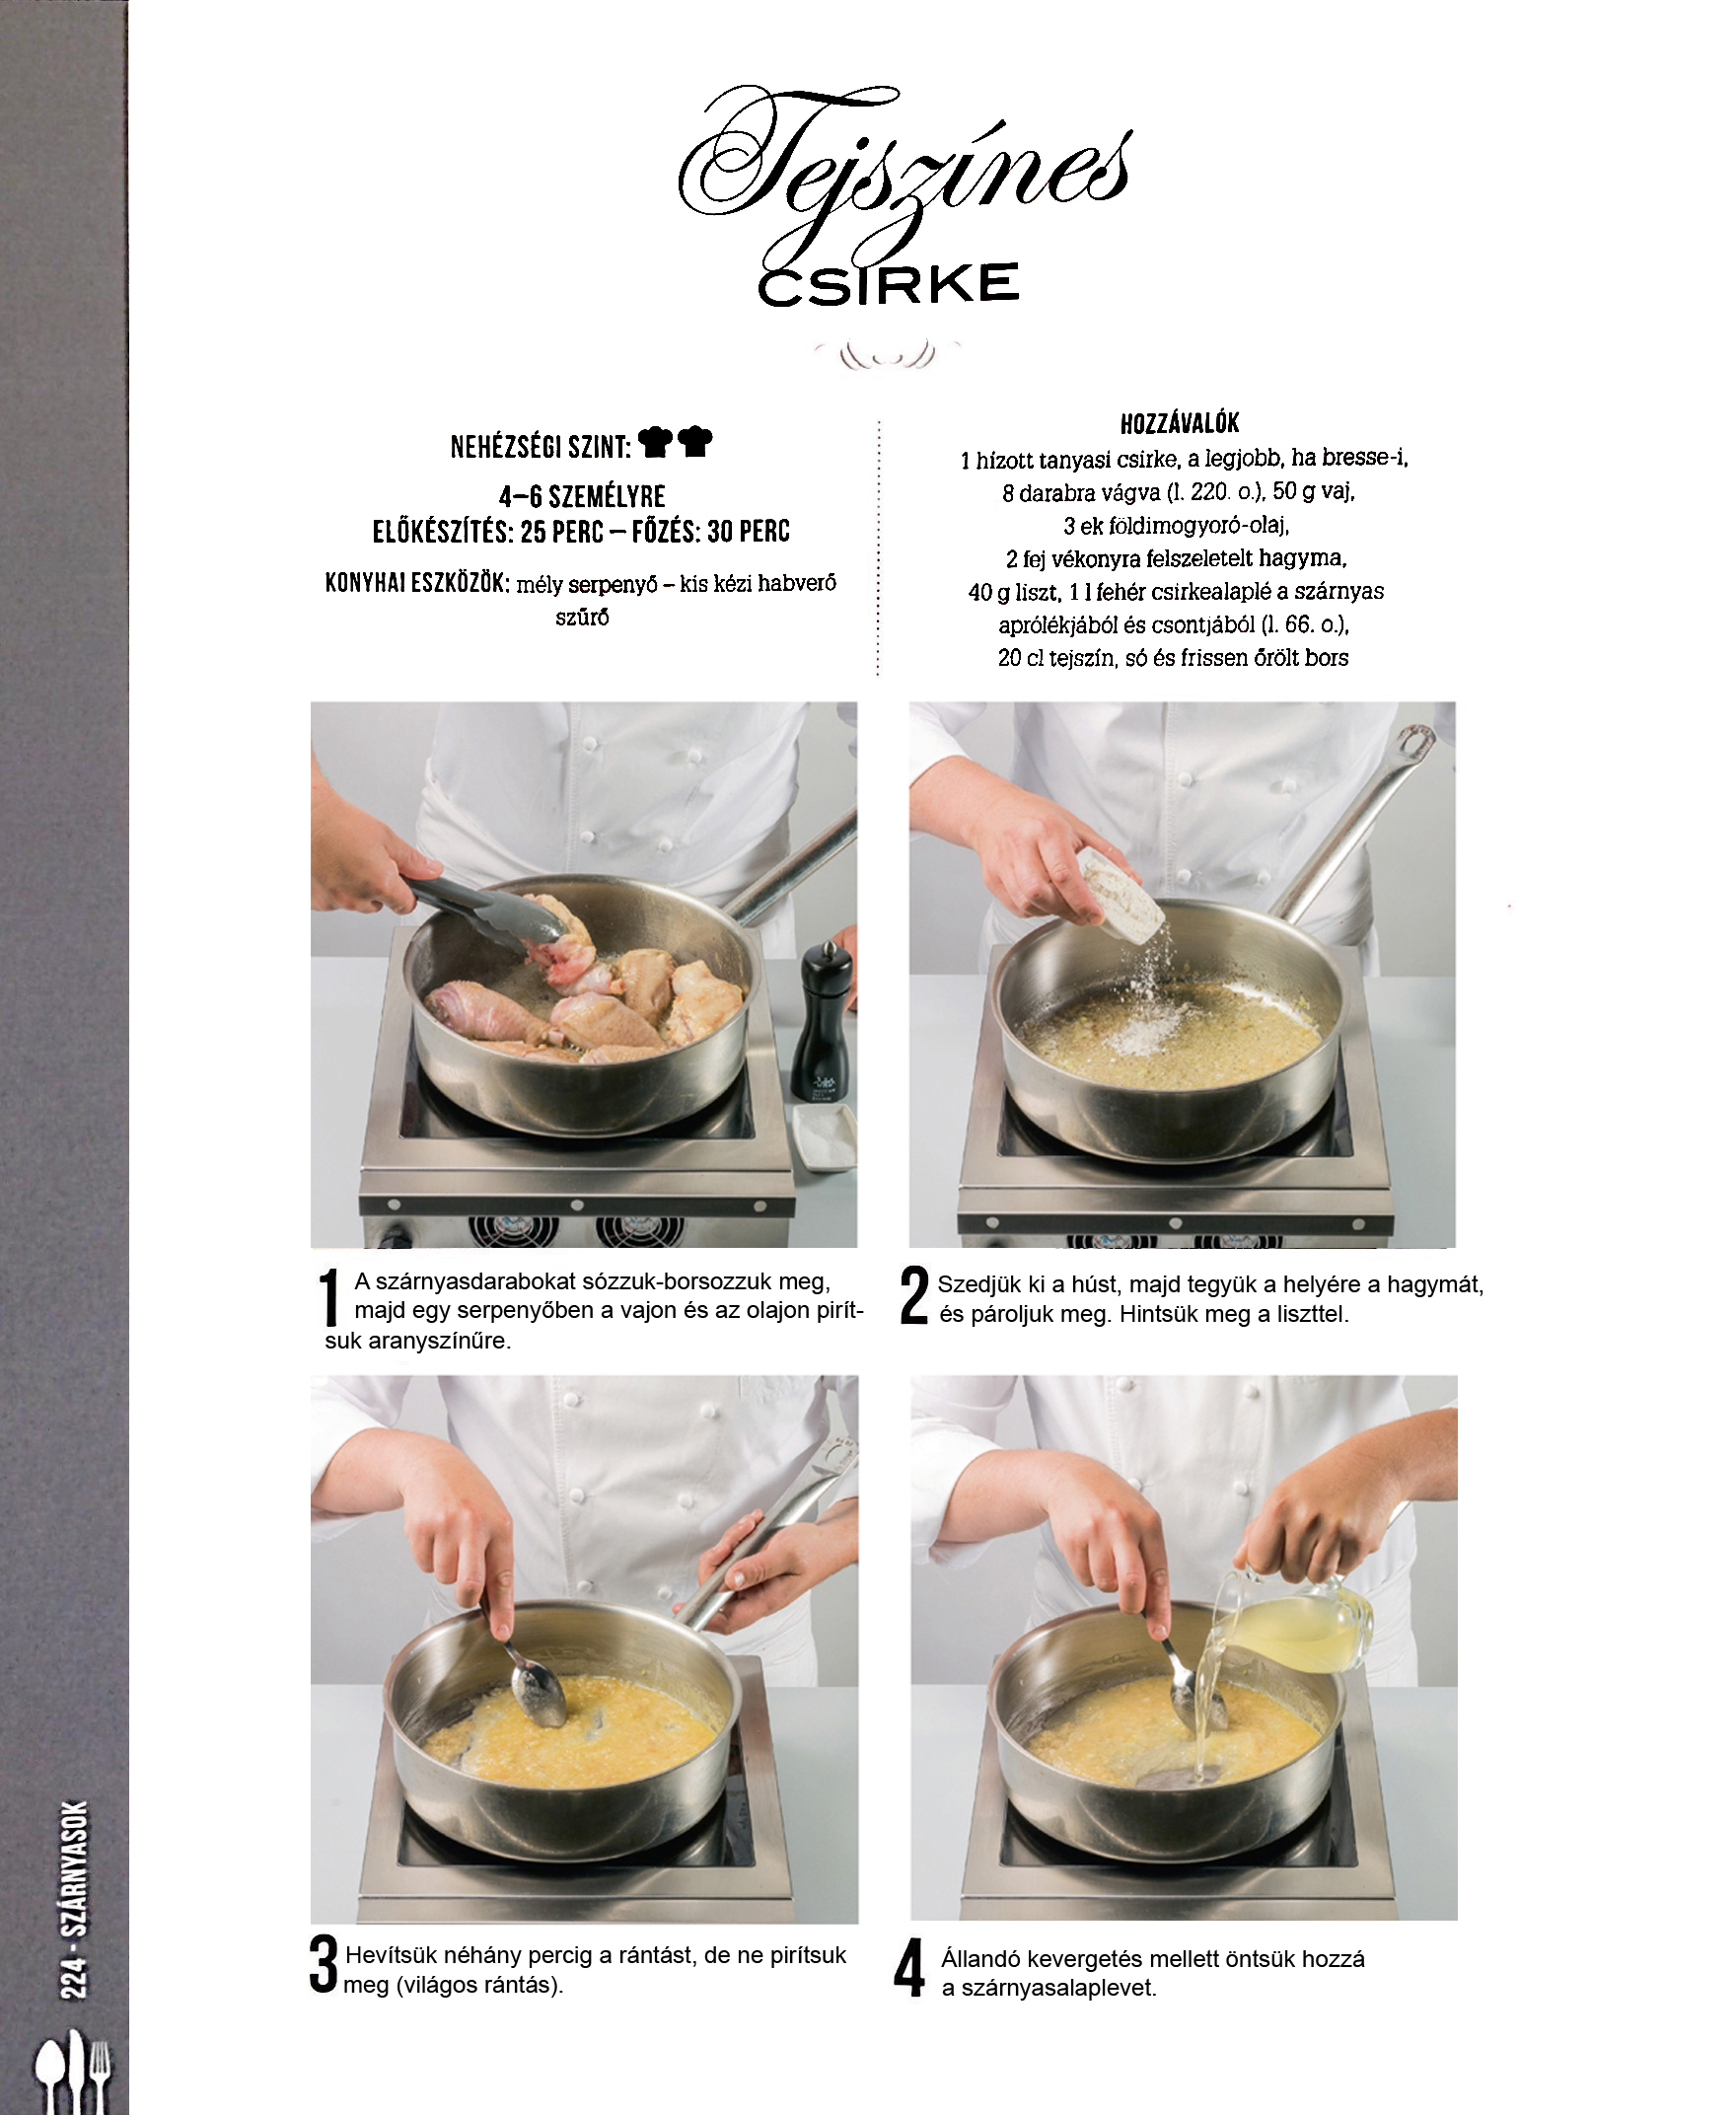 Tejszínes
CSIRKE
NEHÉZSÉGI SZINT:
4–6 SZEMÉLYRE
ELŐKÉSZÍTÉS: 25 PERC – FŐZÉS: 30 PERC
KONYHAI ESZKÖZÖK: mély serpenyő – kis kézi habverő
szűrő
HOZZÁVALÓK
1 hízott tanyasi csirke, a legjobb, ha bresse-i,
8 darabra vágva (l. 220. o.), 50 g vaj,
3 ek földimogyoró-olaj,
2 fej vékonyra felszeletelt hagyma,
40 g liszt, 1 l fehér csirkealaplé a szárnyas
aprólékjából és csontjából (l. 66. o.),
20 cl tejszín, só és frissen őrölt bors
1 A szárnyasdarabokat sózzuk-borsozzuk meg,
majd egy serpenyőben a vajon és az olajon pirít-
suk aranyszínűre.
2 Szedjük ki a húst, majd tegyük a helyére a hagymát,
és pároljuk meg. Hintsük meg a liszttel.
3 Hevítsük néhány percig a rántást, de ne pirítsuk
meg (világos rántás).
4 Állandó kevergetés mellett öntsük hozzá
a szárnyasalaplevet.
224 · SZÁRNYASOK